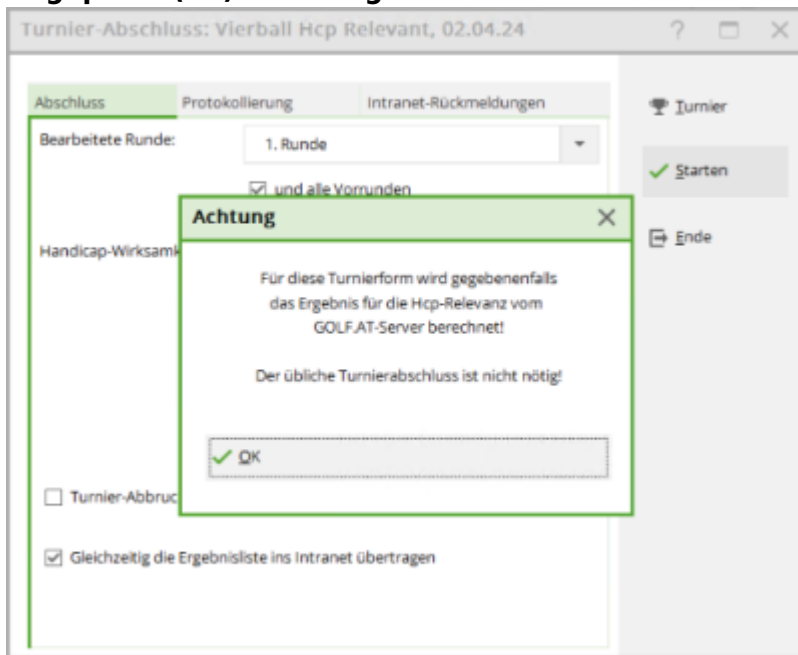 Turnier-Abschluss: Vierball Hcp Relevant, 02.04.24
Abschluss Protokollierung Intranet-Rückmeldungen
Turnier
Bearbeitete Runde: 1. Runde
Starten
und alle Vorrunden
Achtung
Ende
Handicap-Wirksamk
Für diese Turnierform wird gegebenenfalls
das Ergebnis für die Hcp-Relevanz vom
GOLF.AT-Server berechnet!
Der übliche Turnierabschluss ist nicht nötig!
OK
Turnier-Abbruc
Gleichzeitig die Ergebnisliste ins Intranet übertragen